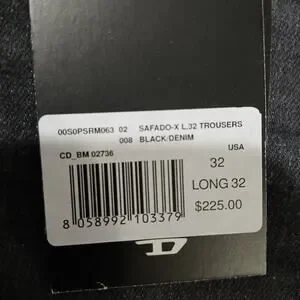 00S0PSRM063 02 SAFADO-X L.32 TROUSERS
008 BLACK/DENIM
CD_BM 02736 USA
32
LONG 32
$225.00
8 058992 103379